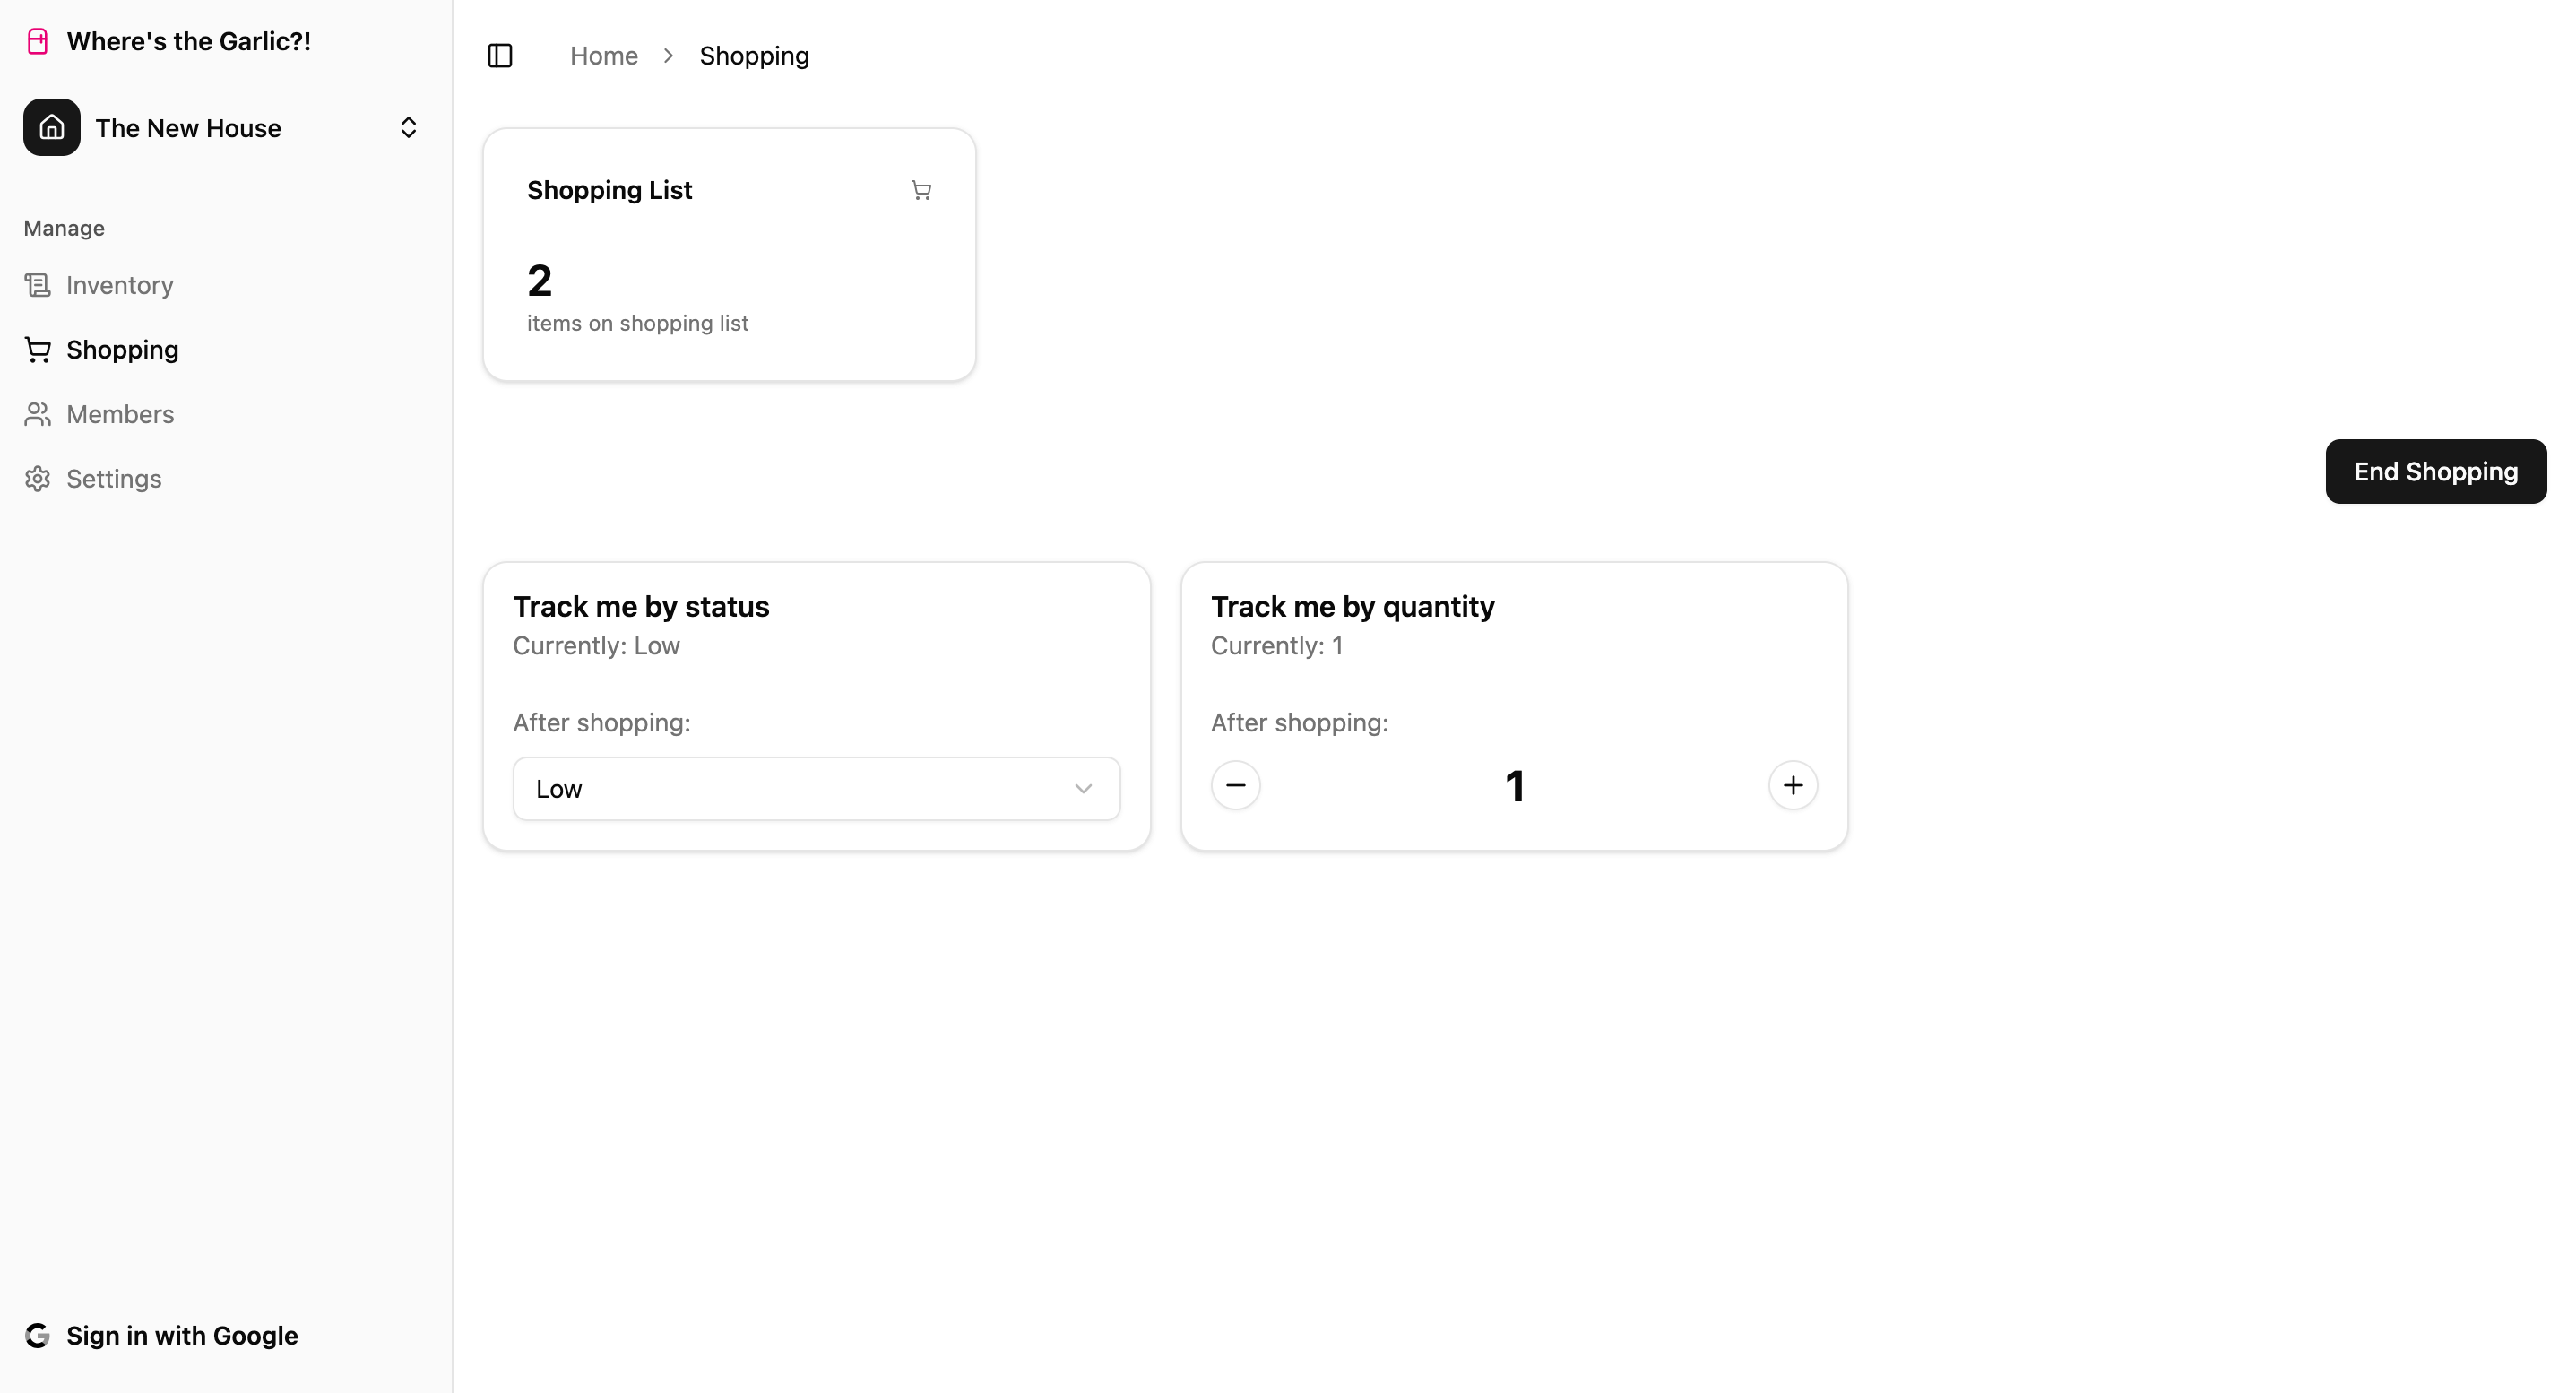 Where's the Garlic?!
The New House
Manage
Inventory
Shopping
Members
Settings
Sign in with Google
Home > Shopping
Shopping List
2
items on shopping list
End Shopping
Track me by status
Currently: Low
After shopping:
Low
Track me by quantity
Currently: 1
After shopping:
1